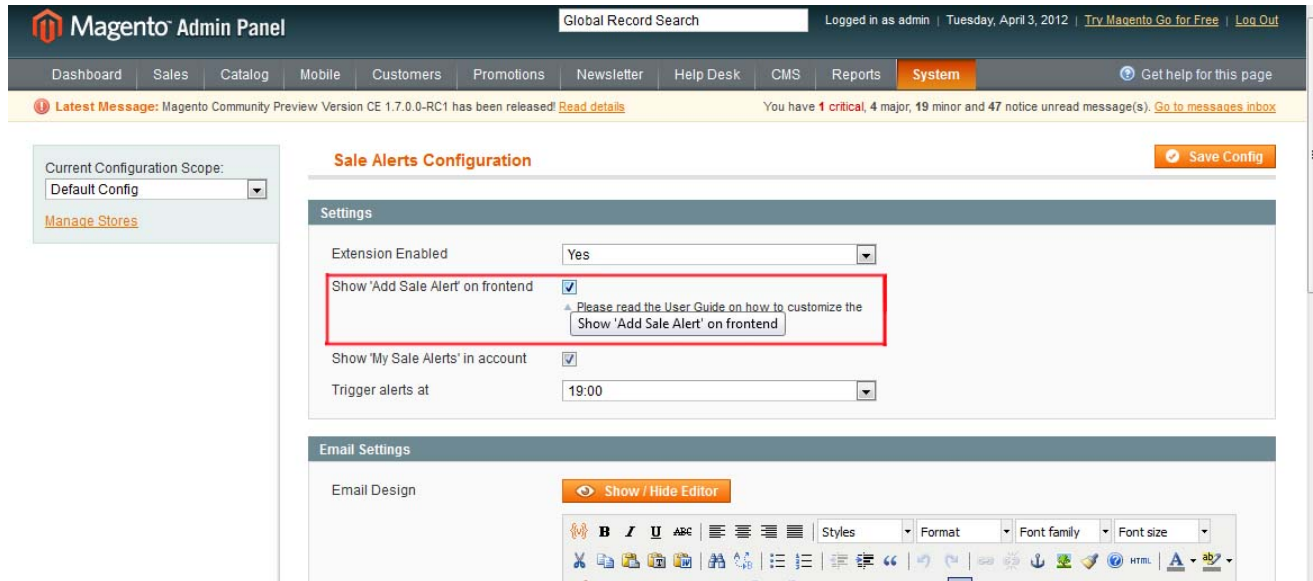 Magento Admin Panel
Global Record Search
Logged in as admin | Tuesday, April 3, 2012 | Try Magento Go for Free | Log Out
Dashboard Sales Catalog Mobile Customers Promotions Newsletter Help Desk CMS Reports System Get help for this page
Latest Message: Magento Community Preview Version CE 1.7.0.0-RC1 has been released! Read details You have 1 critical, 4 major, 19 minor and 47 notice unread message(s). Go to messages inbox
Current Configuration Scope:
Default Config
Manage Stores
Sale Alerts Configuration
Save Config
Settings
Extension Enabled Yes
Show 'Add Sale Alert' on frontend
Please read the User Guide on how to customize the
Show 'Add Sale Alert' on frontend
Show 'My Sale Alerts' in account
Trigger alerts at 19:00
Email Settings
Email Design Show / Hide Editor
B I U ABC Styles Format Font family Font size
HTML A ab